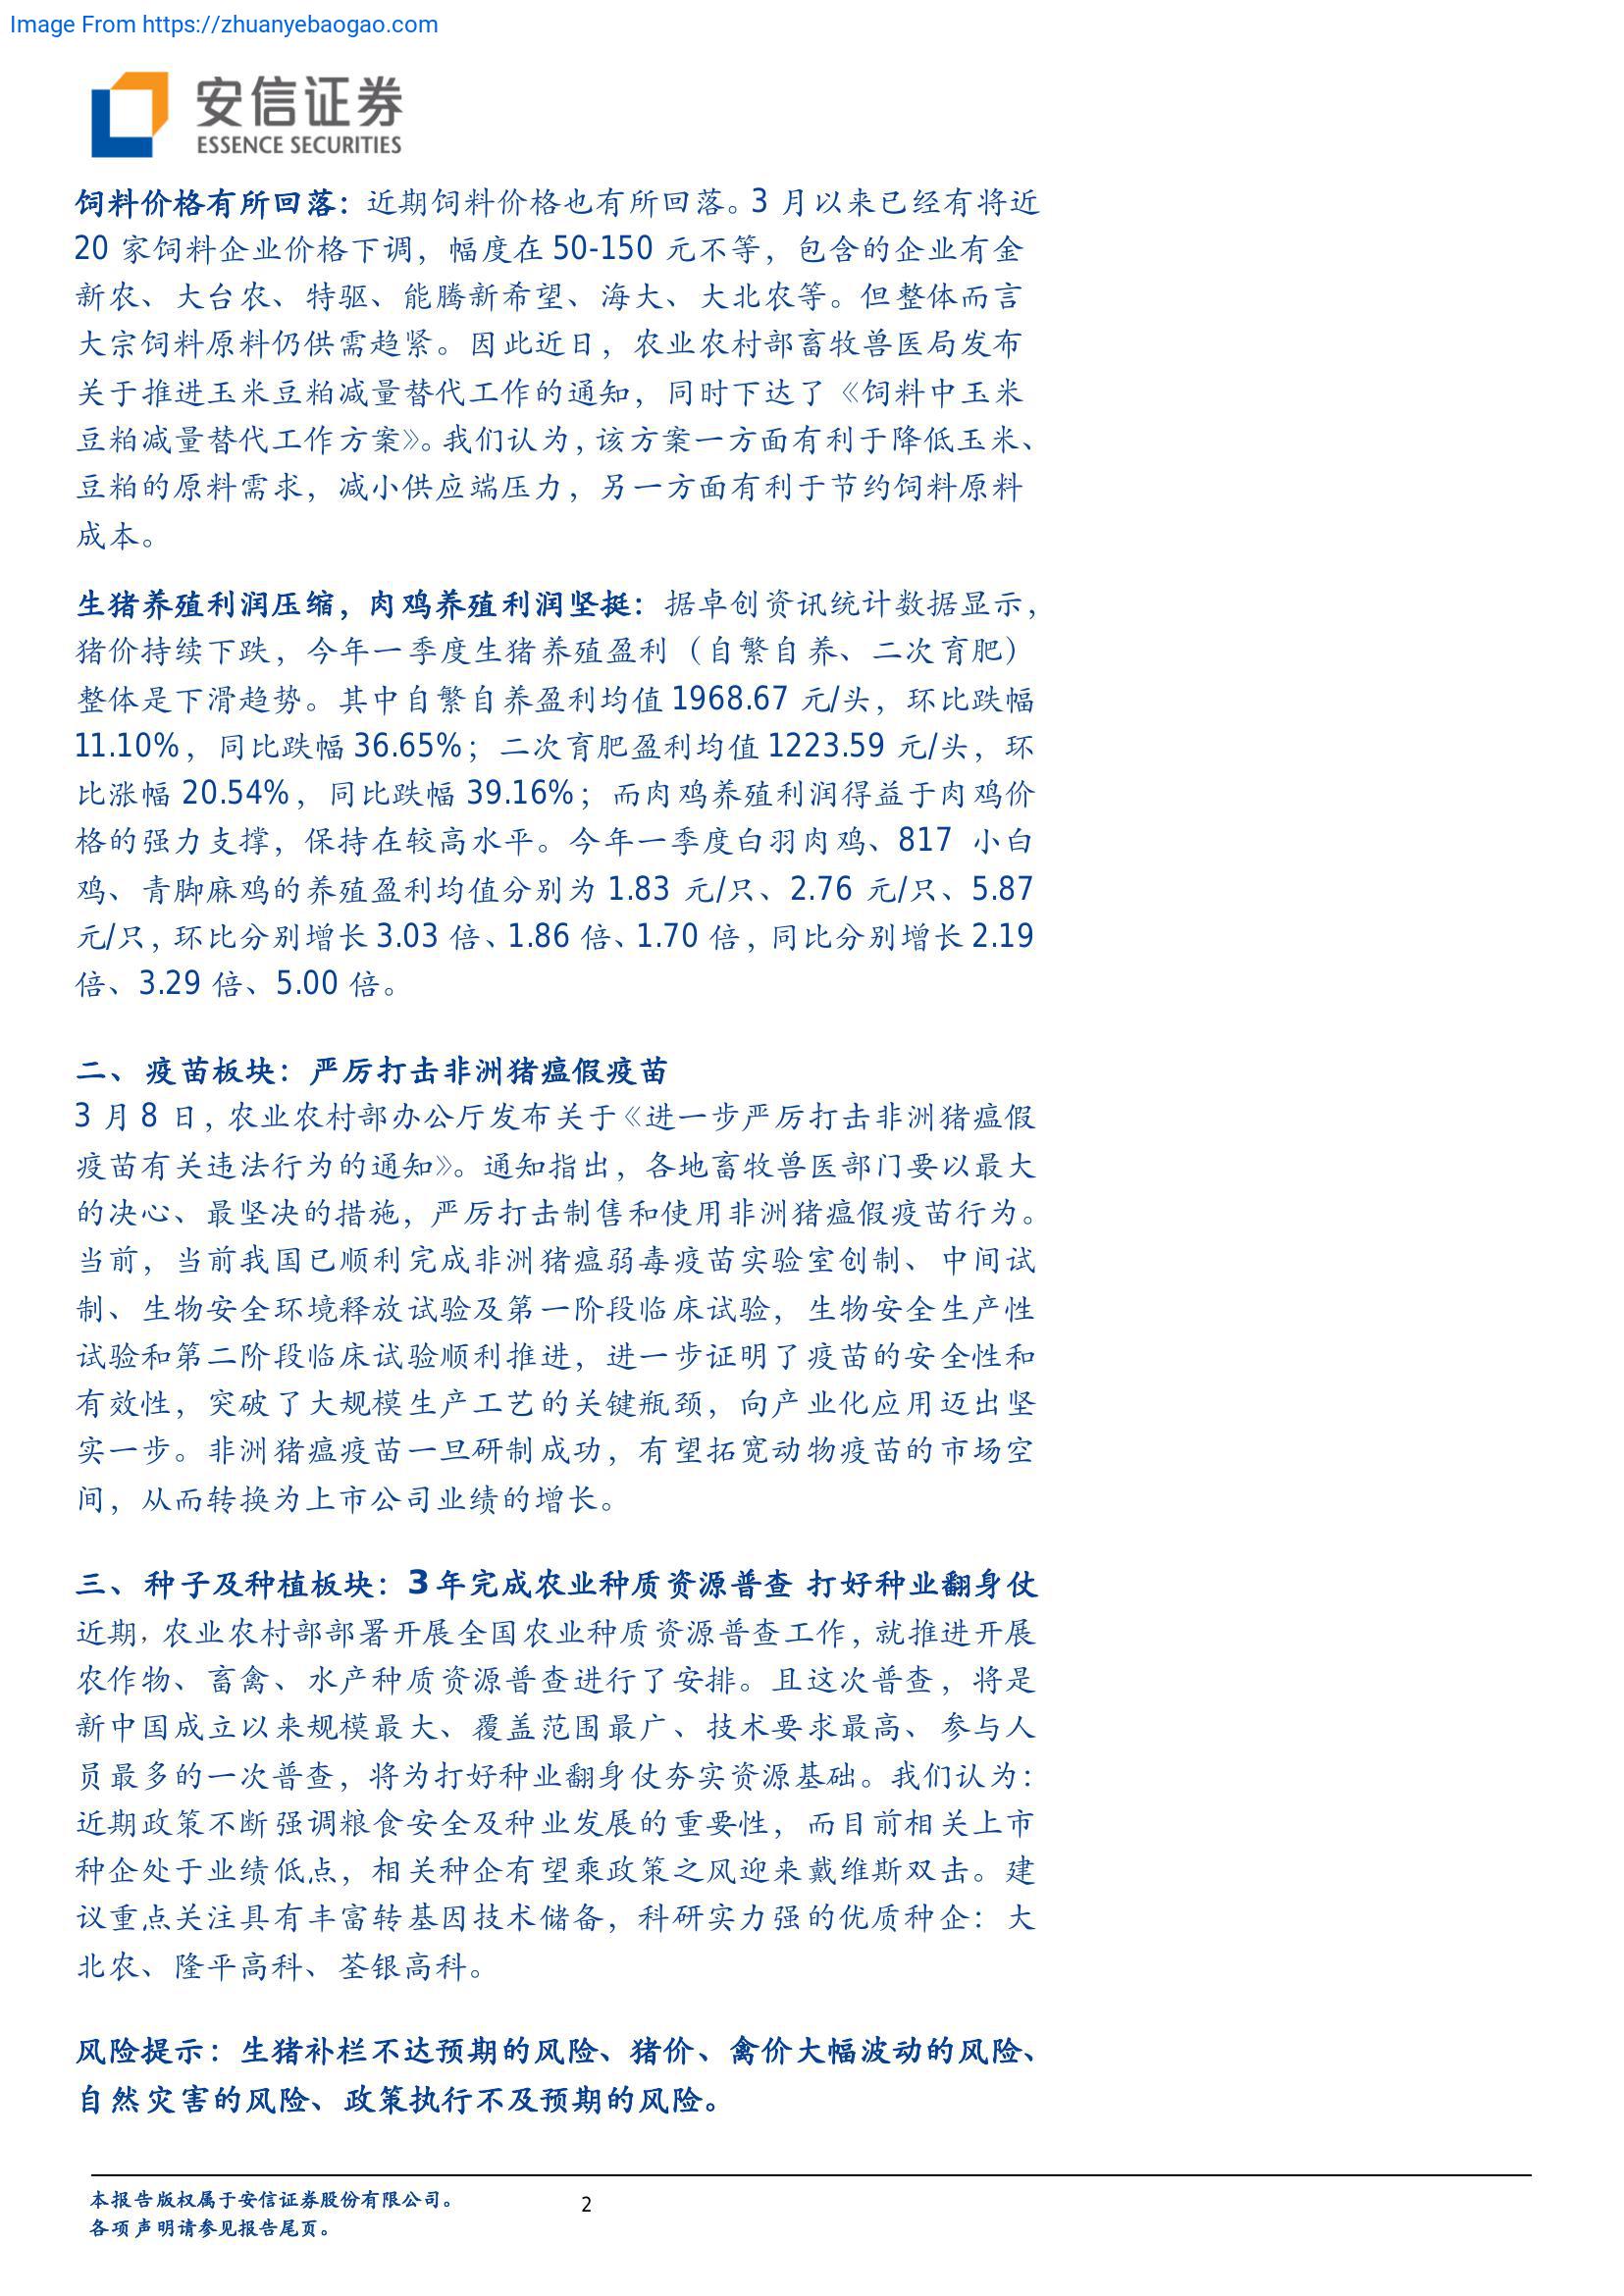 Image From https://zhuanyebaogao.com
安信证券
ESSENCE SECURITIES
饲料价格有所回落：近期饲料价格也有所回落。3 月以来已经有将近
20 家饲料企业价格下调，幅度在 50-150 元不等，包含的企业有金
新农、大台农、特驱、能腾新希望、海大、大北农等。但整体而言
大宗饲料原料仍供需趋紧。因此近日，农业农村部畜牧兽医局发布
关于推进玉米豆粕减量替代工作的通知，同时下达了《饲料中玉米
豆粕减量替代工作方案》。我们认为，该方案一方面有利于降低玉米、
豆粕的原料需求，减小供应端压力，另一方面有利于节约饲料原料
成本。
生猪养殖利润压缩，肉鸡养殖利润坚挺：据卓创资讯统计数据显示，
猪价持续下跌，今年一季度生猪养殖盈利（自繁自养、二次育肥）
整体是下滑趋势。其中自繁自养盈利均值 1968.67 元/头，环比跌幅
11.10%，同比跌幅 36.65%；二次育肥盈利均值 1223.59 元/头，环
比涨幅 20.54%，同比跌幅 39.16%；而肉鸡养殖利润得益于肉鸡价
格的强力支撑，保持在较高水平。今年一季度白羽肉鸡、817 小白
鸡、青脚麻鸡的养殖盈利均值分别为 1.83 元/只、2.76 元/只、5.87
元/只，环比分别增长 3.03 倍、1.86 倍、1.70 倍，同比分别增长 2.19
倍、3.29 倍、5.00 倍。
二、疫苗板块：严厉打击非洲猪瘟假疫苗
3 月 8 日，农业农村部办公厅发布关于《进一步严厉打击非洲猪瘟假
疫苗有关违法行为的通知》。通知指出，各地畜牧兽医部门要以最大
的决心、最坚决的措施，严厉打击制售和使用非洲猪瘟假疫苗行为。
当前，当前我国已顺利完成非洲猪瘟弱毒疫苗实验室创制、中间试
制、生物安全环境释放试验及第一阶段临床试验，生物安全生产性
试验和第二阶段临床试验顺利推进，进一步证明了疫苗的安全性和
有效性，突破了大规模生产工艺的关键瓶颈，向产业化应用迈出坚
实一步。非洲猪瘟疫苗一旦研制成功，有望拓宽动物疫苗的市场空
间，从而转换为上市公司业绩的增长。
三、种子及种植板块：3 年完成农业种质资源普查 打好种业翻身仗
近期，农业农村部部署开展全国农业种质资源普查工作，就推进开展
农作物、畜禽、水产种质资源普查进行了安排。且这次普查，将是
新中国成立以来规模最大、覆盖范围最广、技术要求最高、参与人
员最多的一次普查，将为打好种业翻身仗夯实资源基础。我们认为：
近期政策不断强调粮食安全及种业发展的重要性，而目前相关上市
种企处于业绩低点，相关种企有望乘政策之风迎来戴维斯双击。建
议重点关注具有丰富转基因技术储备，科研实力强的优质种企：大
北农、隆平高科、荃银高科。
风险提示：生猪补栏不达预期的风险、猪价、禽价大幅波动的风险、
自然灾害的风险、政策执行不及预期的风险。
本报告版权属于安信证券股份有限公司。
各项声明请参见报告尾页。
2